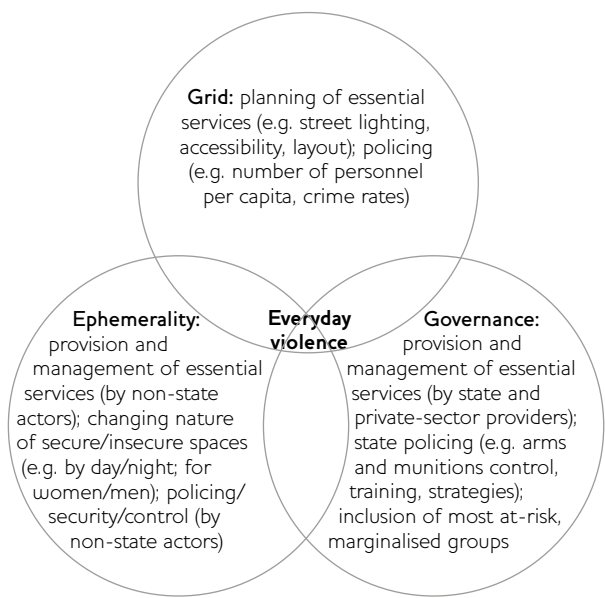 Grid: planning of essential
services (e.g. street lighting,
accessibility, layout); policing
(e.g. number of personnel
per capita, crime rates)
Everyday
violence
Ephemerality:
provision and
management of essential
services (by non-state
actors); changing nature
of secure/insecure spaces
(e.g. by day/night; for
women/men); policing/
security/control (by
non-state actors)
Governance:
provision and
management of essential
services (by state and
private-sector providers);
state policing (e.g. arms
and munitions control,
training, strategies);
inclusion of most at-risk,
marginalised groups